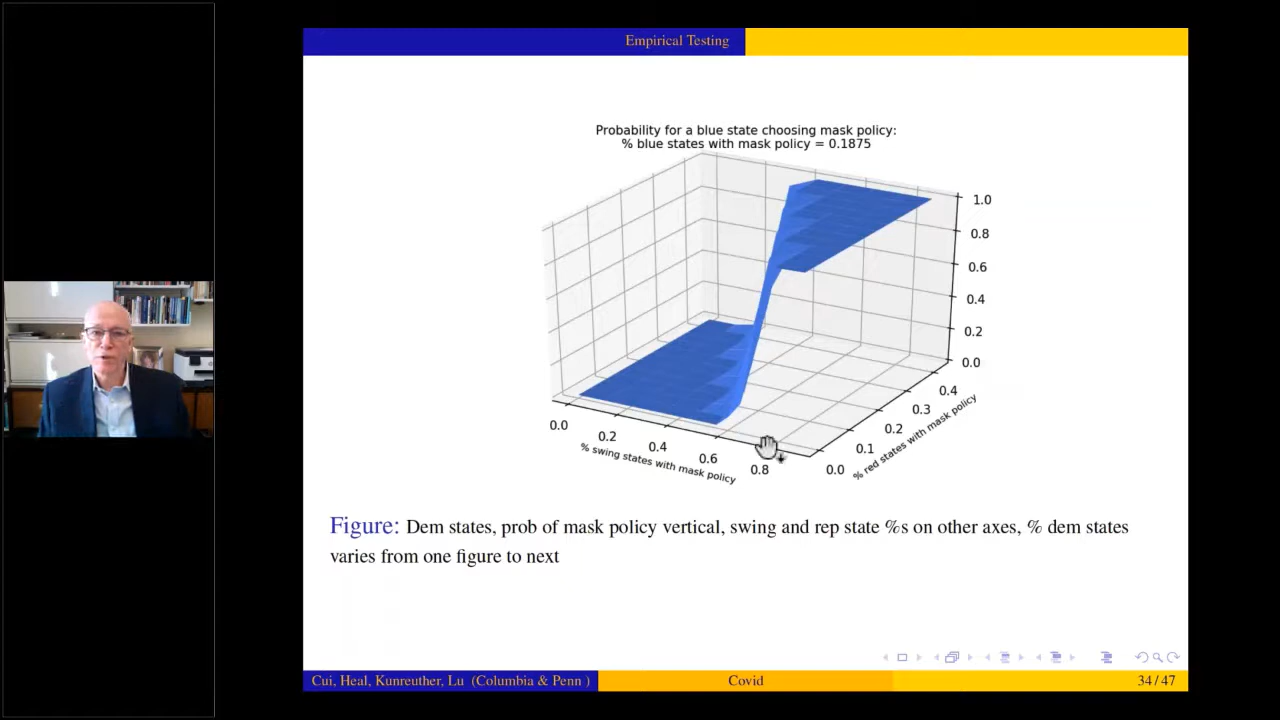 Empirical Testing
Probability for a blue state choosing mask policy:
% blue states with mask policy = 0.1875
1.0
0.8
0.6
0.4
0.2
0.0
0.0
0.2
0.4
0.6
0.8
% swing states with mask policy
0.0
0.1
0.2
0.3
0.4
% red states with mask policy
Figure: Dem states, prob of mask policy vertical, swing and rep state %s on other axes, % dem states
varies from one figure to next
Cui, Heal, Kunreuther, Lu (Columbia & Penn )
Covid
34 / 47